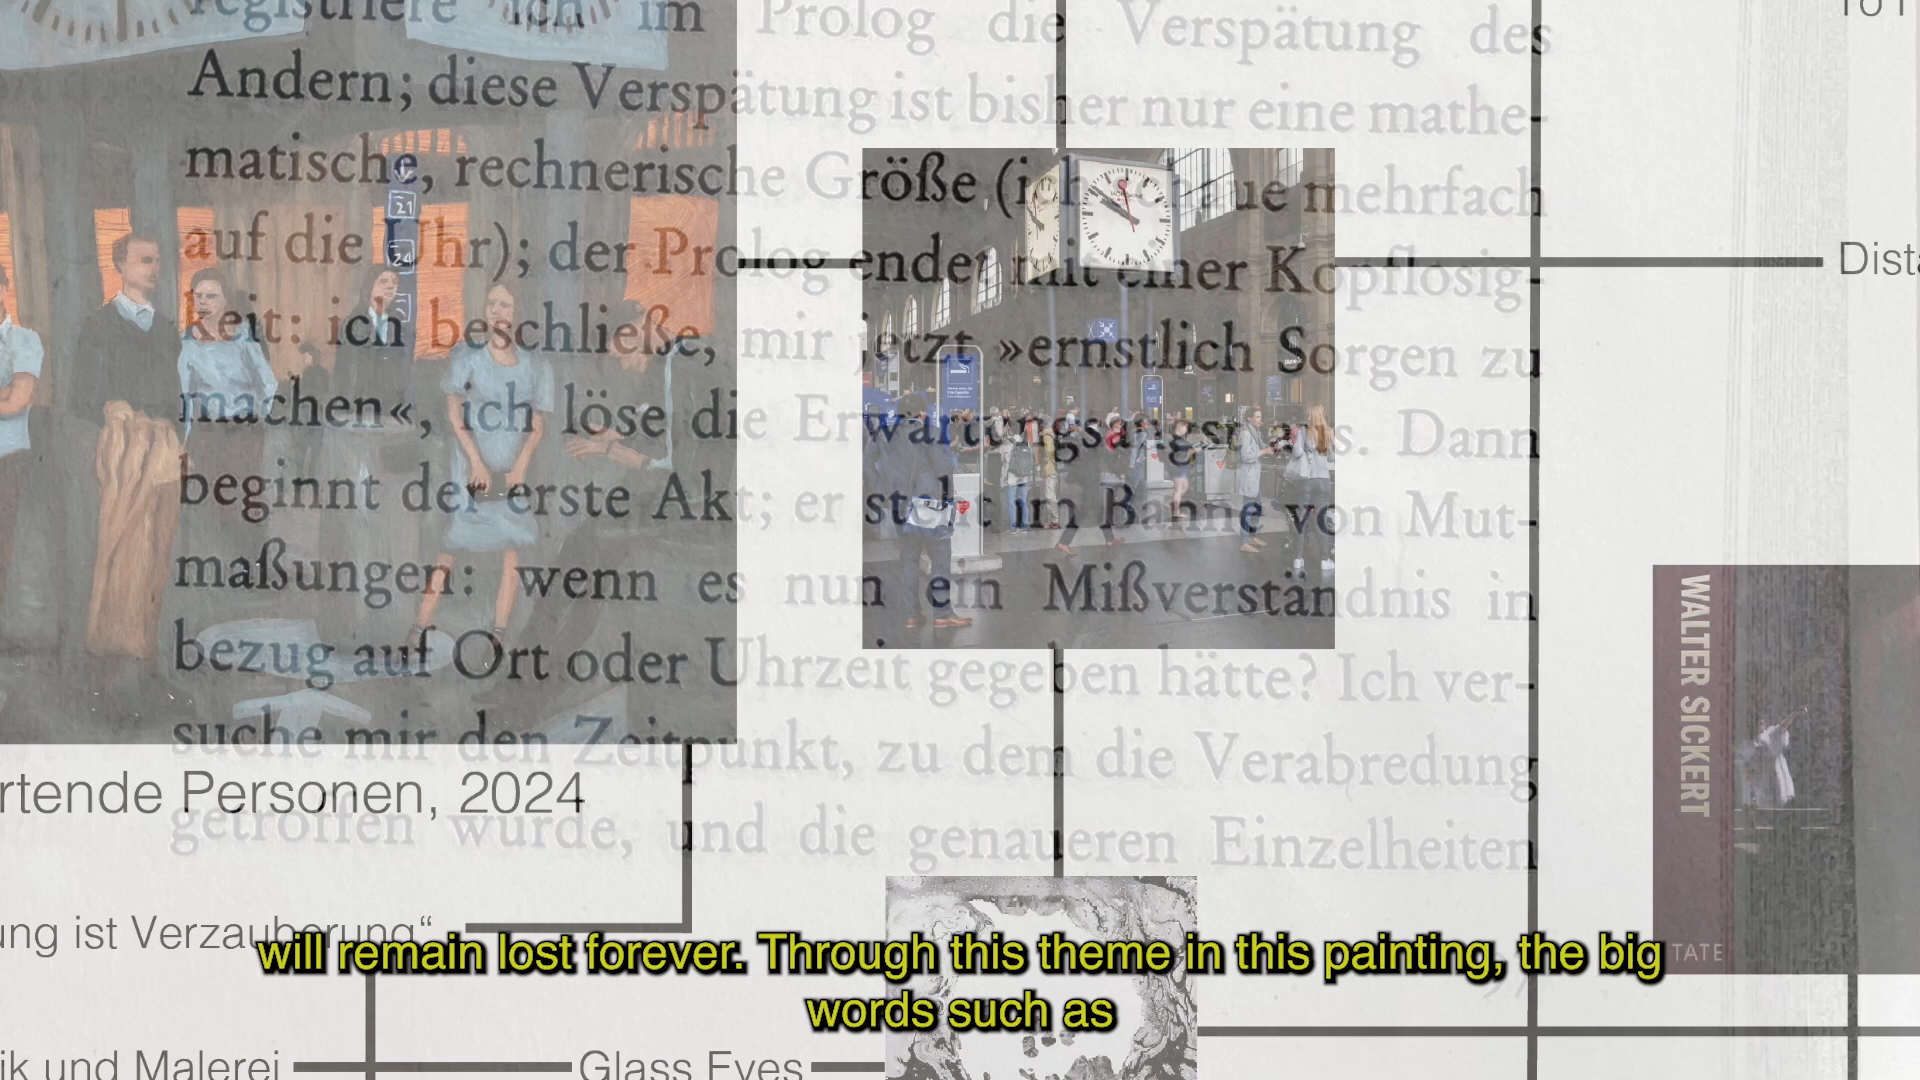 registriere ich im Prolog die Verspätung des
Andern; diese Verspätung ist bisher nur eine mathe-
matische, rechnerische Größe (ich schaue mehrfach
auf die Uhr); der Prolog endet mit einer Kopflosig-
keit: ich beschließe, mir jetzt »ernstlich Sorgen zu
machen«, ich löse die Erwartungsangst aus. Dann
beginnt der erste Akt; er steht im Banne von Mut-
maßungen: wenn es nun ein Mißverständnis in
bezug auf Ort oder Uhrzeit gegeben hätte? Ich ver-
suche mir den Zeitpunkt, zu dem die Verabredung
getroffen wurde, und die genaueren Einzelheiten
21
24
Dist
WALTER SICKERT
TATE
rtende Personen, 2024
ung ist Verzauberung“
ik und Malerei
Glass Eyes
will remain lost forever. Through this theme in this painting, the big
words such as